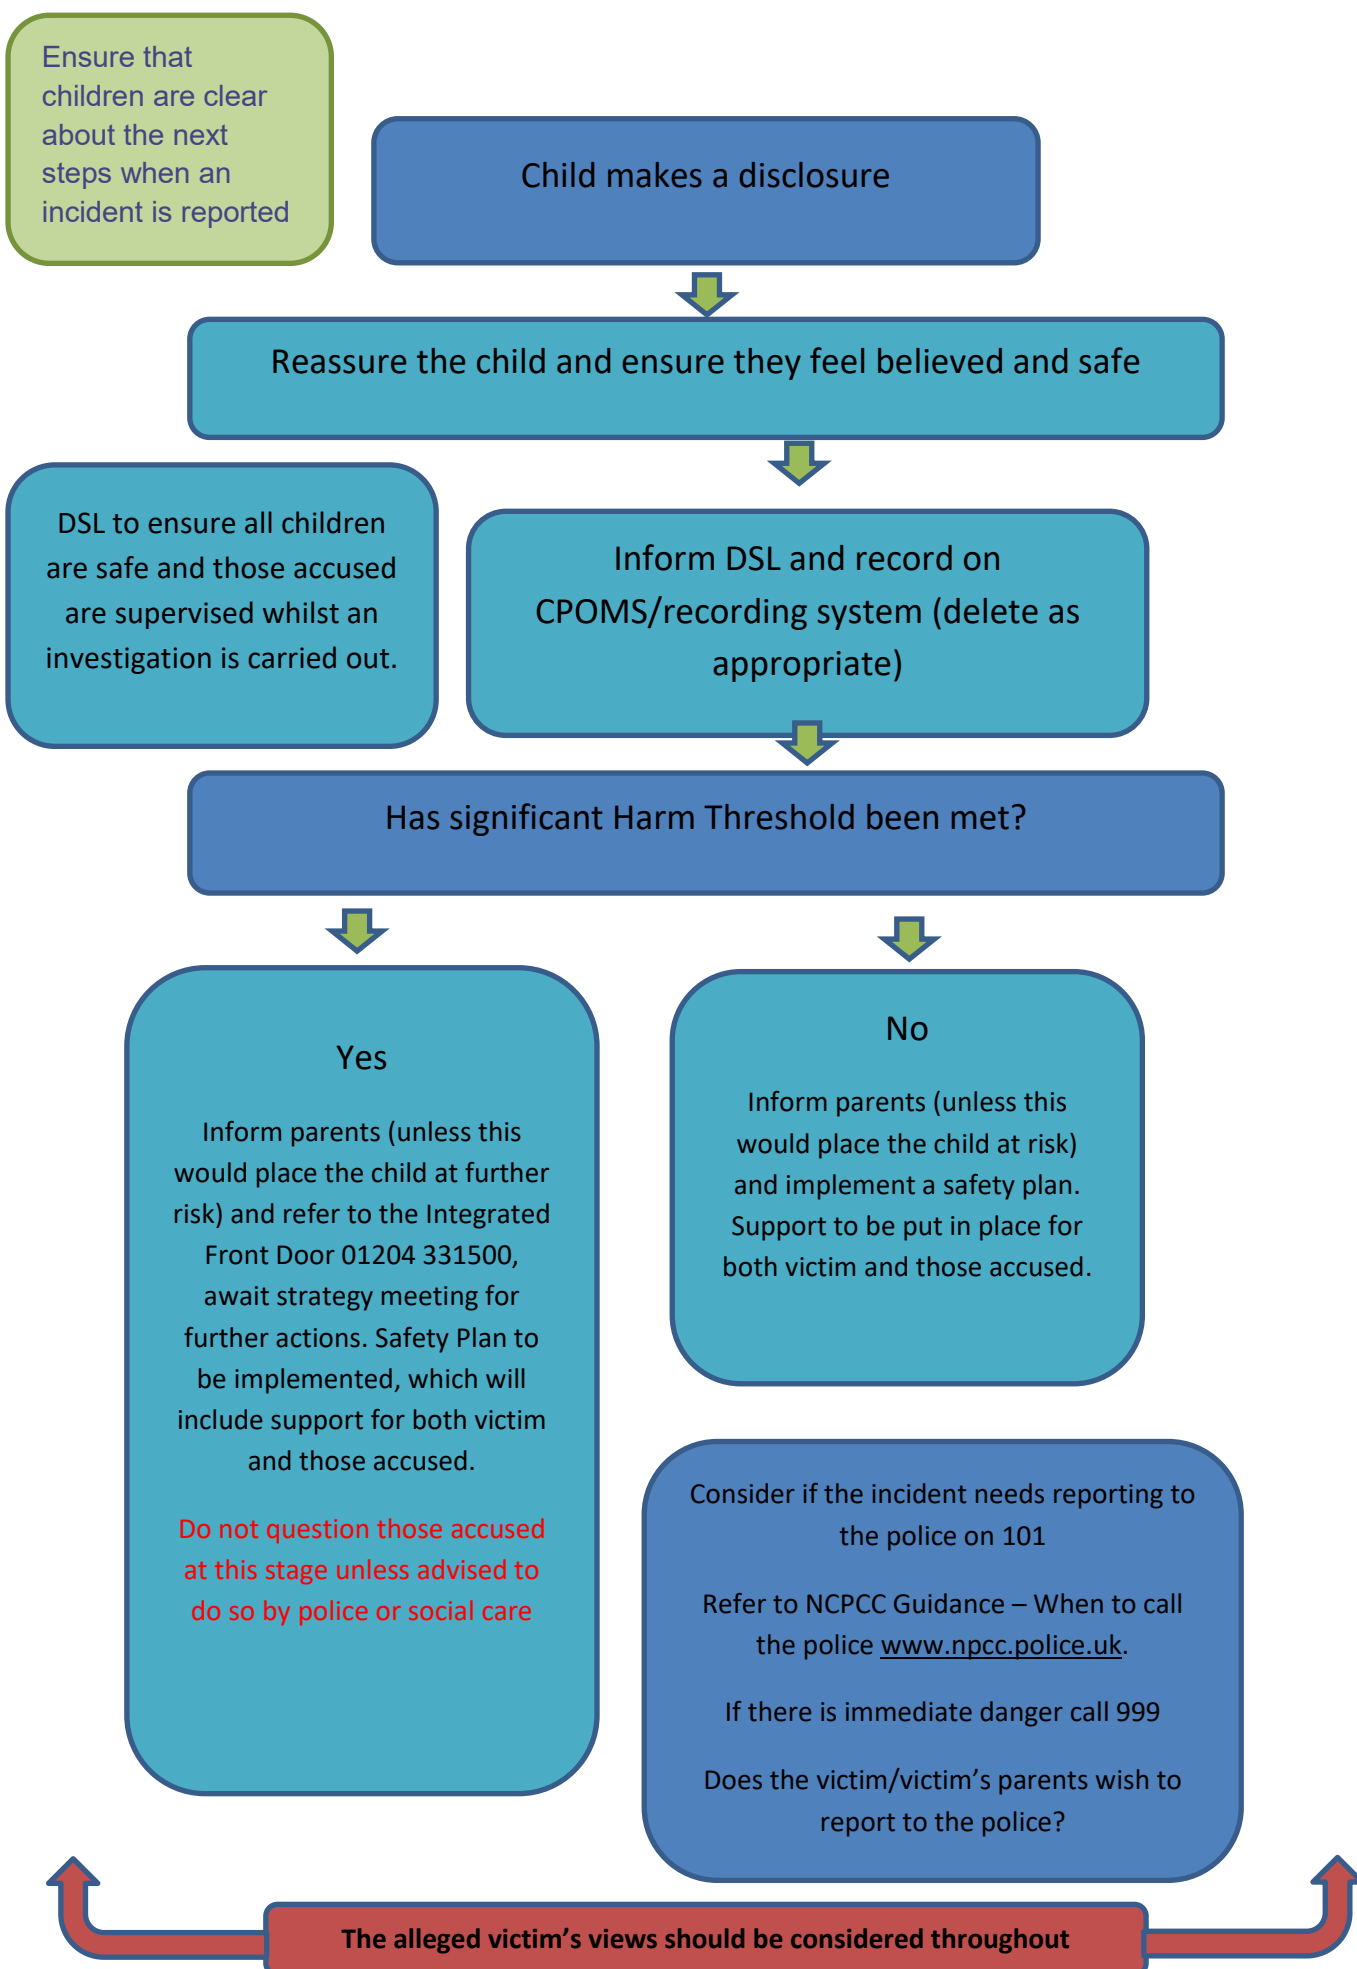 Ensure that
children are clear
about the next
steps when an
incident is reported
Child makes a disclosure
Reassure the child and ensure they feel believed and safe
DSL to ensure all children
are safe and those accused
are supervised whilst an
investigation is carried out.
Inform DSL and record on
CPOMS/recording system (delete as
appropriate)
Has significant Harm Threshold been met?
Yes
Inform parents (unless this
would place the child at further
risk) and refer to the Integrated
Front Door 01204 331500,
await strategy meeting for
further actions. Safety Plan to
be implemented, which will
include support for both victim
and those accused.
Do not question those accused
at this stage unless advised to
do so by police or social care
No
Inform parents (unless this
would place the child at risk)
and implement a safety plan.
Support to be put in place for
both victim and those accused.
Consider if the incident needs reporting to
the police on 101
Refer to NCPCC Guidance – When to call
the police www.npcc.police.uk.
If there is immediate danger call 999
Does the victim/victim’s parents wish to
report to the police?
The alleged victim’s views should be considered throughout